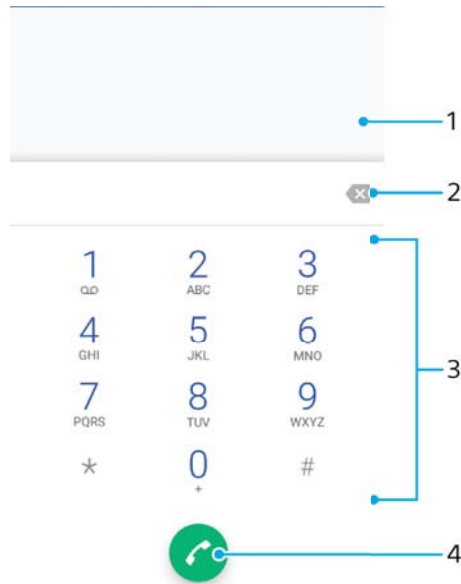 1
2
1 2 3
ABC DEF
4 5 6
GHI JKL MNO
3
7 8 9
PQRS TUV WXYZ
* 0 #
+
4